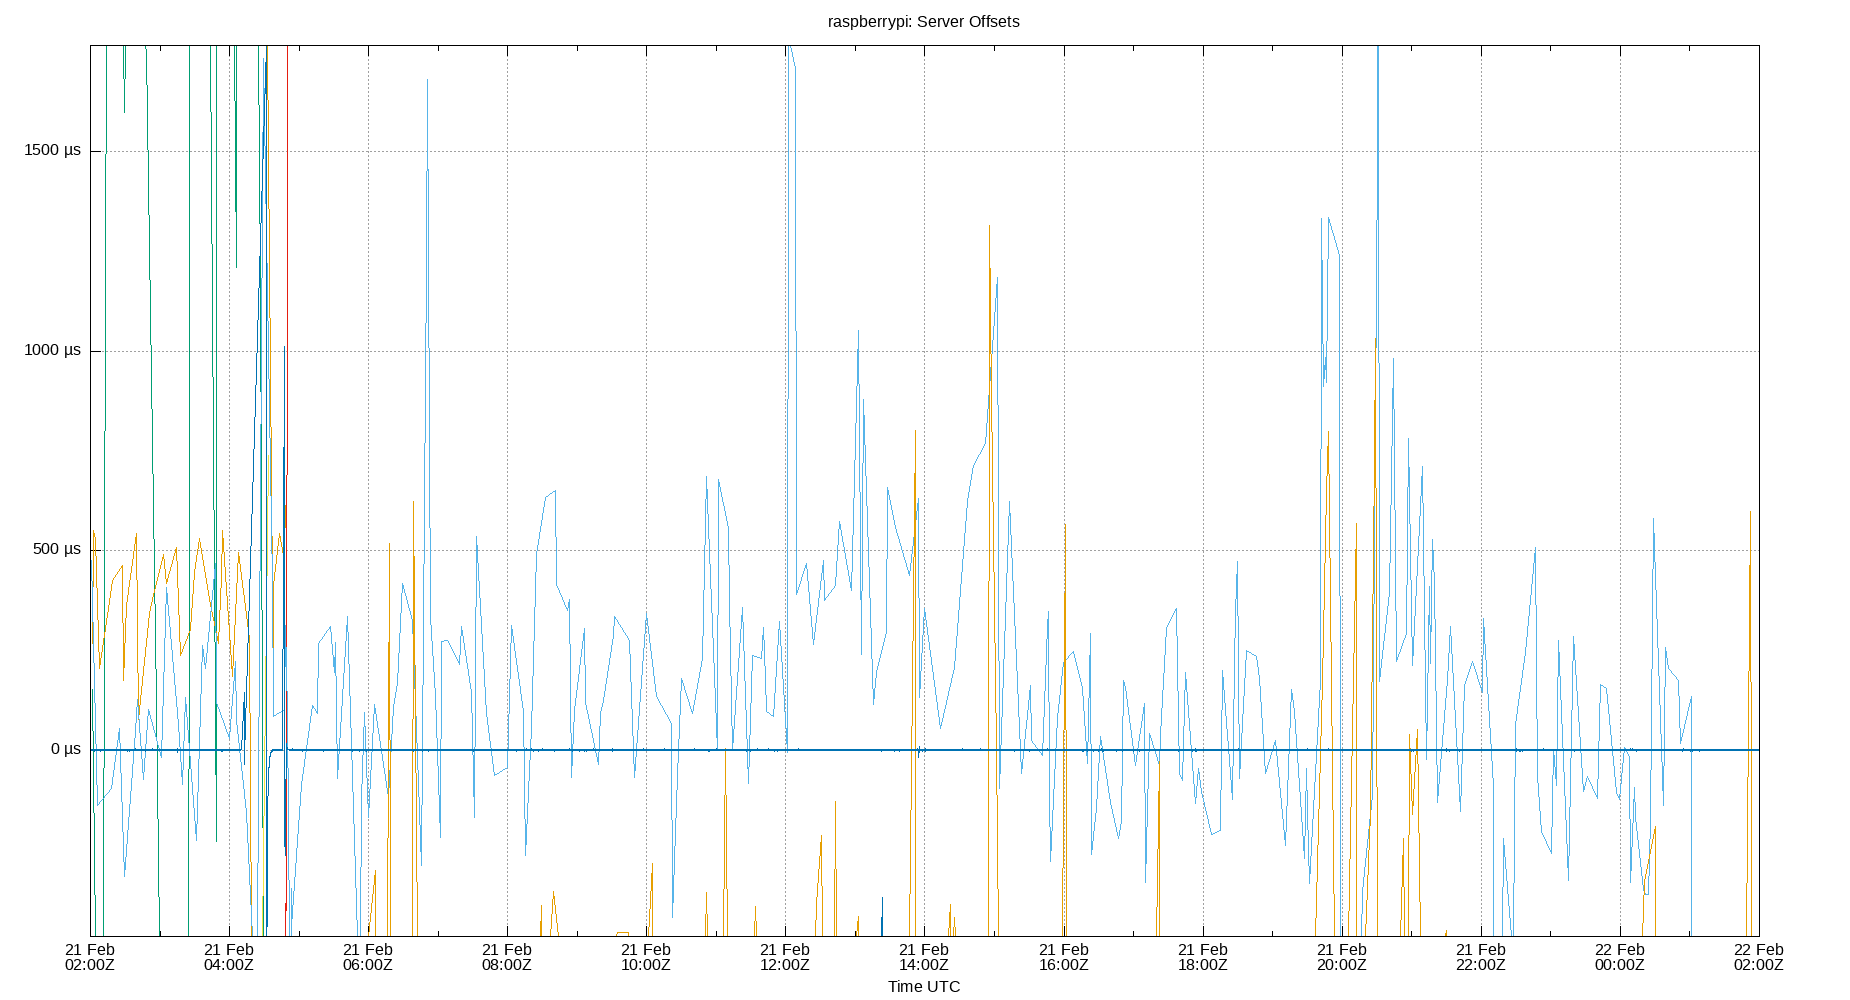 raspberrypi: Server Offsets
1500 µs
1000 µs
500 µs
0 µs
21 Feb 21 Feb 21 Feb 21 Feb 21 Feb 21 Feb 21 Feb 21 Feb 21 Feb 21 Feb 21 Feb 22 Feb 22 Feb
02:00Z 04:00Z 06:00Z 08:00Z 10:00Z 12:00Z 14:00Z 16:00Z 18:00Z 20:00Z 22:00Z 00:00Z 02:00Z
Time UTC